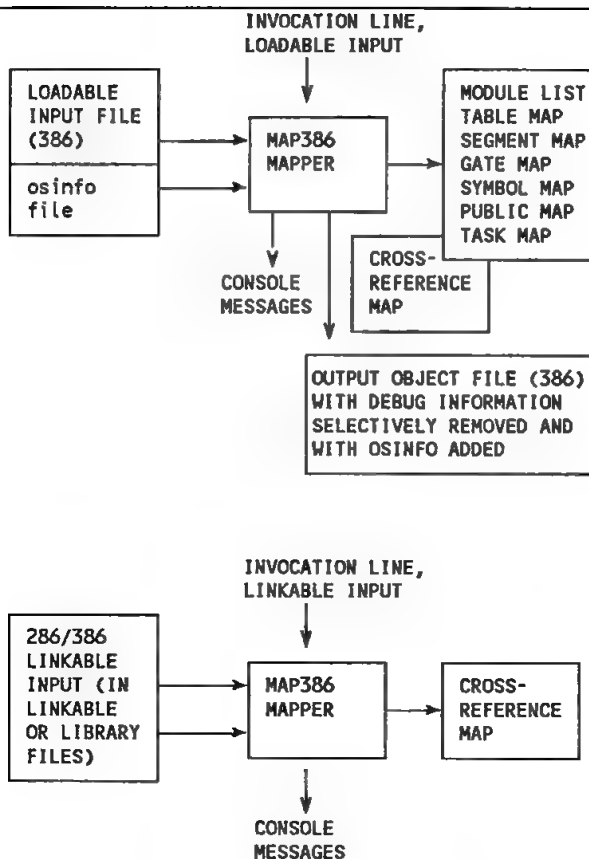 INVOCATION LINE,
LOADABLE INPUT
LOADABLE
INPUT FILE
(386)
osinfo
file
MAP386
MAPPER
MODULE LIST
TABLE MAP
SEGMENT MAP
GATE MAP
SYMBOL MAP
PUBLIC MAP
TASK MAP
CROSS-
REFERENCE
MAP
CONSOLE
MESSAGES
OUTPUT OBJECT FILE (386)
WITH DEBUG INFORMATION
SELECTIVELY REMOVED AND
WITH OSINFO ADDED
INVOCATION LINE,
LINKABLE INPUT
286/386
LINKABLE
INPUT (IN
LINKABLE
OR LIBRARY
FILES)
MAP386
MAPPER
CROSS-
REFERENCE
MAP
CONSOLE
MESSAGES